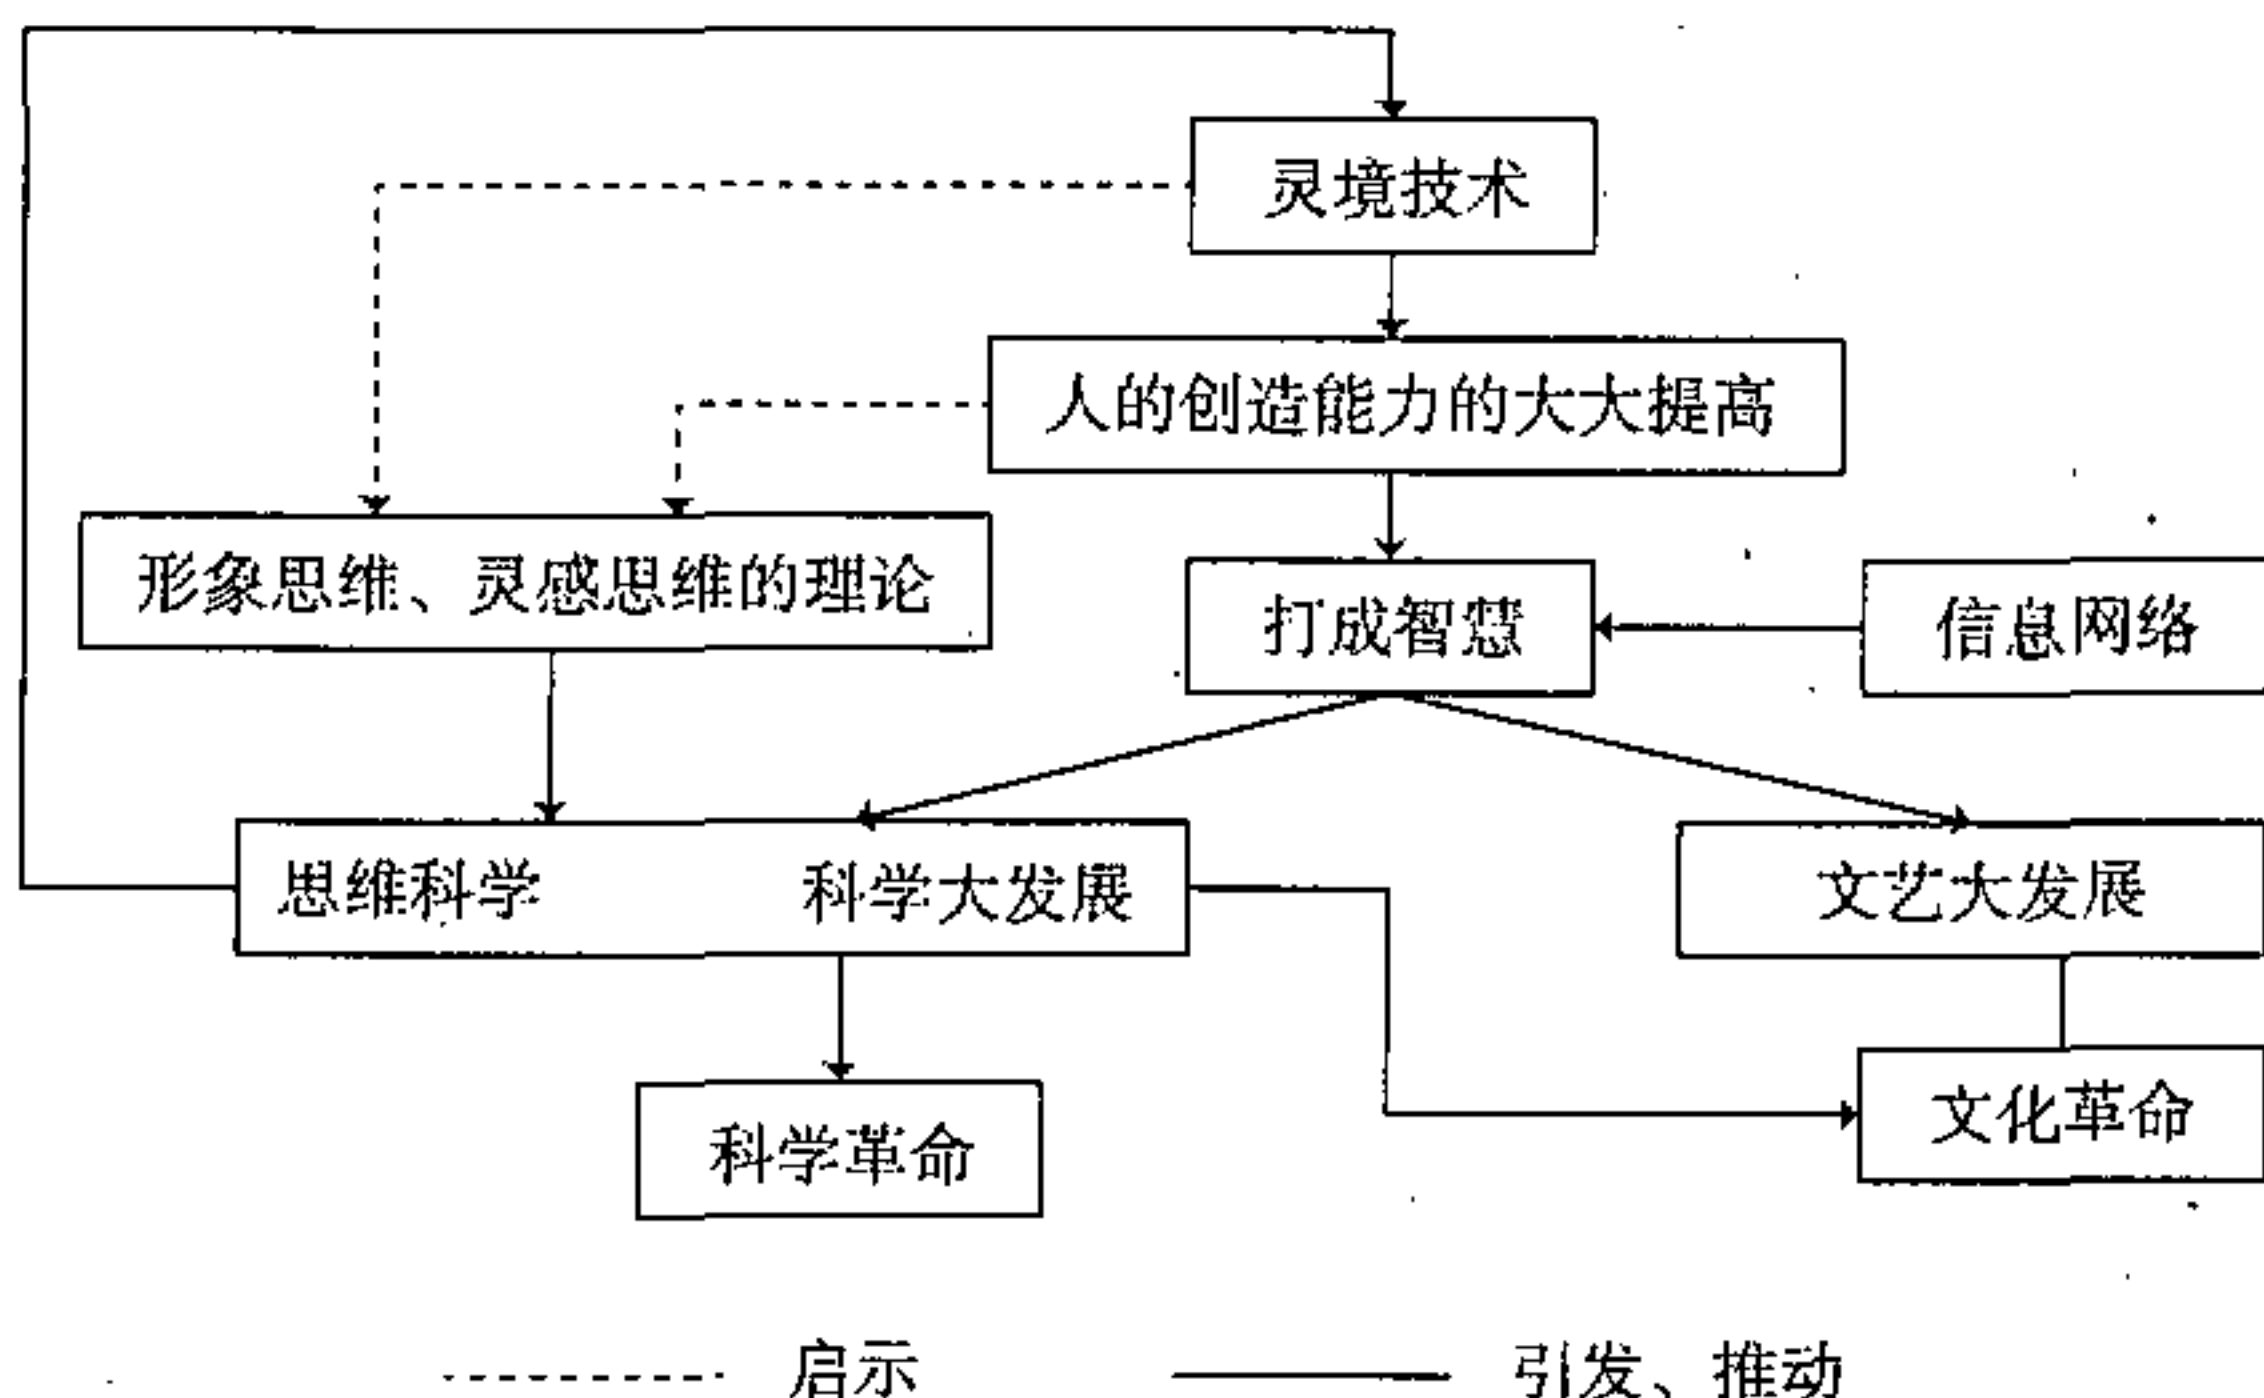 灵境技术
人的创造能力的大大提高
形象思维、灵感思维的理论
打成智慧
信息网络
思维科学 科学大发展
文艺大发展
科学革命
文化革命
启示 引发、推动